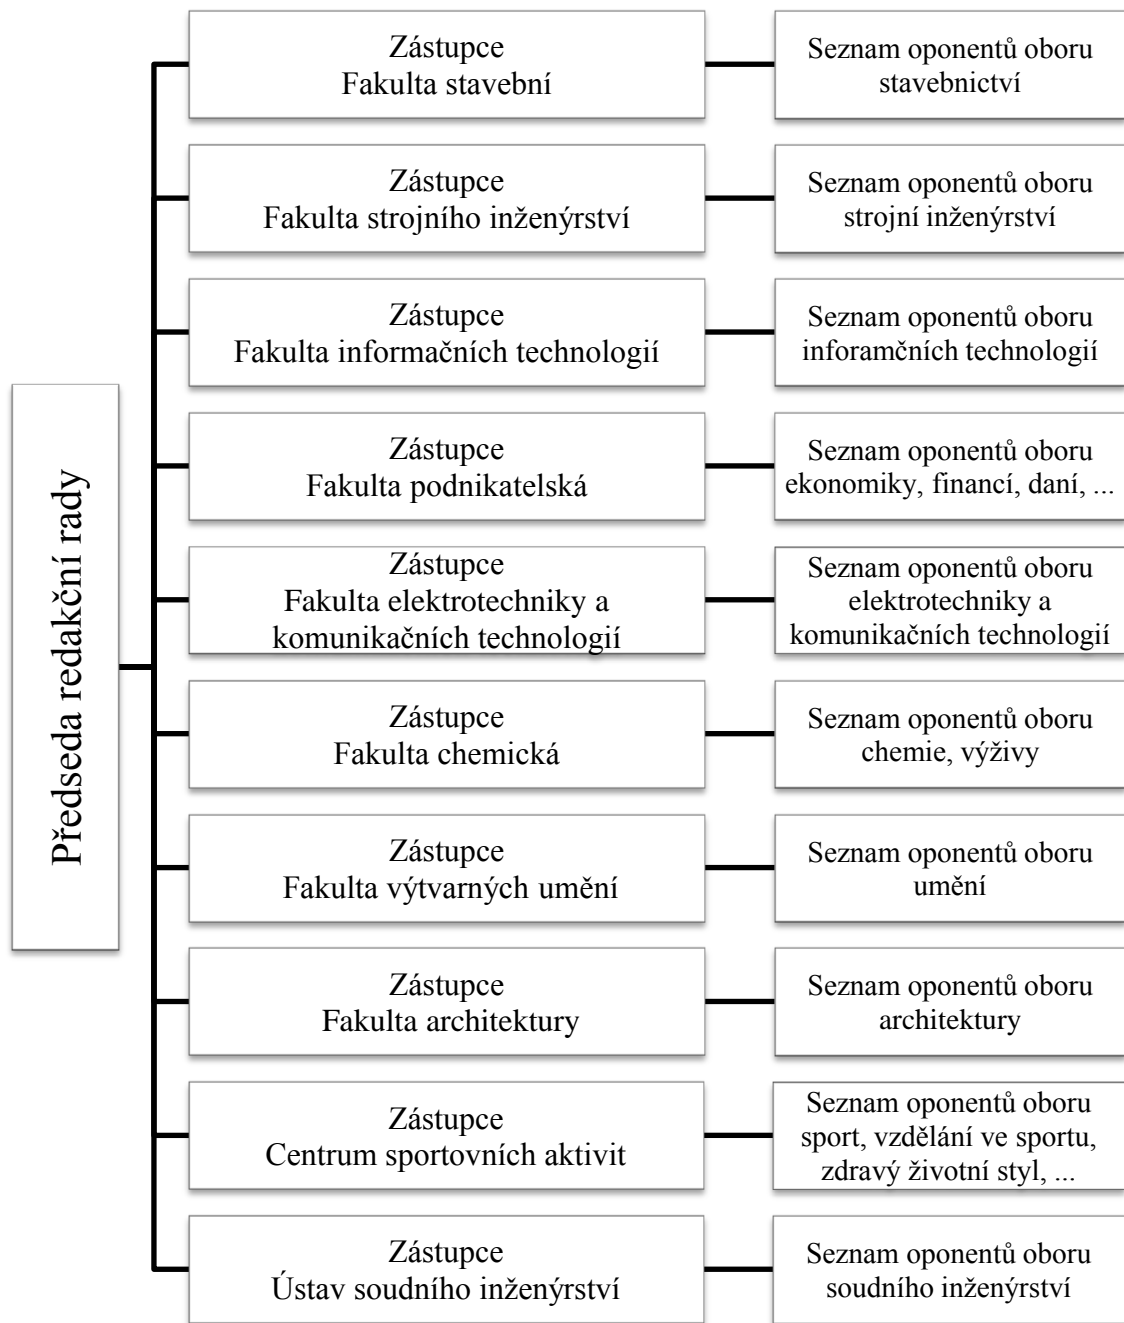 Předseda redakční rady
Zástupce
Fakulta stavební
Seznam oponentů oboru
stavebnictví
Zástupce
Fakulta strojního inženýrství
Seznam oponentů oboru
strojní inženýrství
Zástupce
Fakulta informačních technologií
Seznam oponentů oboru
inforamčních technologií
Zástupce
Fakulta podnikatelská
Seznam oponentů oboru
ekonomiky, financí, daní, ...
Zástupce
Fakulta elektrotechniky a
komunikačních technologií
Seznam oponentů oboru
elektrotechniky a
komunikačních technologií
Zástupce
Fakulta chemická
Seznam oponentů oboru
chemie, výživy
Zástupce
Fakulta výtvarných umění
Seznam oponentů oboru
umění
Zástupce
Fakulta architektury
Seznam oponentů oboru
architektury
Zástupce
Centrum sportovních aktivit
Seznam oponentů oboru
sport, vzdělání ve sportu,
zdravý životní styl, ...
Zástupce
Ústav soudního inženýrství
Seznam oponentů oboru
soudního inženýrství